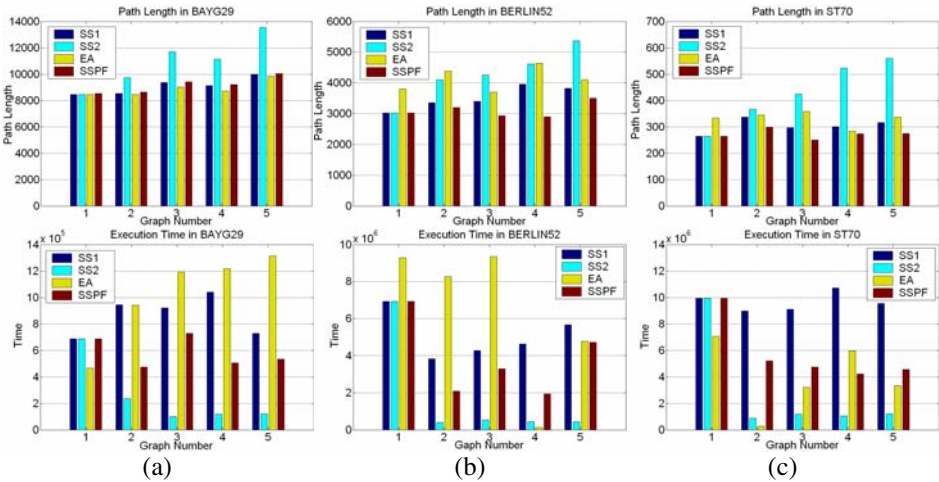 Path Length in BAYG29
14000
12000
10000
8000
6000
4000
2000
0
Path Length
SS1
SS2
EA
SSPF
1 2 3 4 5
Graph Number
Path Length in BERLIN52
6000
5000
4000
3000
2000
1000
0
Path Length
SS1
SS2
EA
SSPF
1 2 3 4 5
Graph Number
Path Length in ST70
700
600
500
400
300
200
100
0
Path Length
SS1
SS2
EA
SSPF
1 2 3 4 5
Graph Number
Execution Time in BAYG29
x 10^5
14
12
10
8
6
4
2
0
Time
SS1
SS2
EA
SSPF
1 2 3 4 5
Graph Number
(a)
Execution Time in BERLIN52
x 10^6
10
8
6
4
2
0
Time
SS1
SS2
EA
SSPF
1 2 3 4 5
Gaph Number
(b)
Execution Time in ST70
x 10^6
14
12
10
8
6
4
2
0
Time
SS1
SS2
EA
SSPF
1 2 3 4 5
Graph Number
(c)